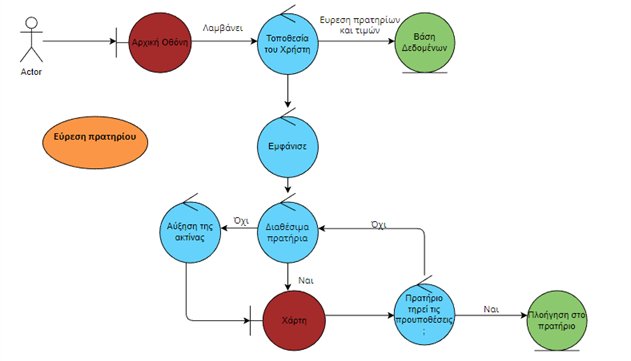 Λαμβάνει
Ευρεση πρατηρίων
και τιμών
Αρχική Οθόνη
Τοποθεσία
του Χρήστη
Βάση
Δεδομένων
Actor
Εύρεση πρατηρίου
Εμφάνισε
Αύξηση της
ακτίνας
Όχι
Διαθέσιμα
πρατήρια
Όχι
Ναι
Χάρτη
Πρατήριο
τηρεί τις
προυποθέσεις
;
Ναι
Πλοήγηση στο
πρατήριο